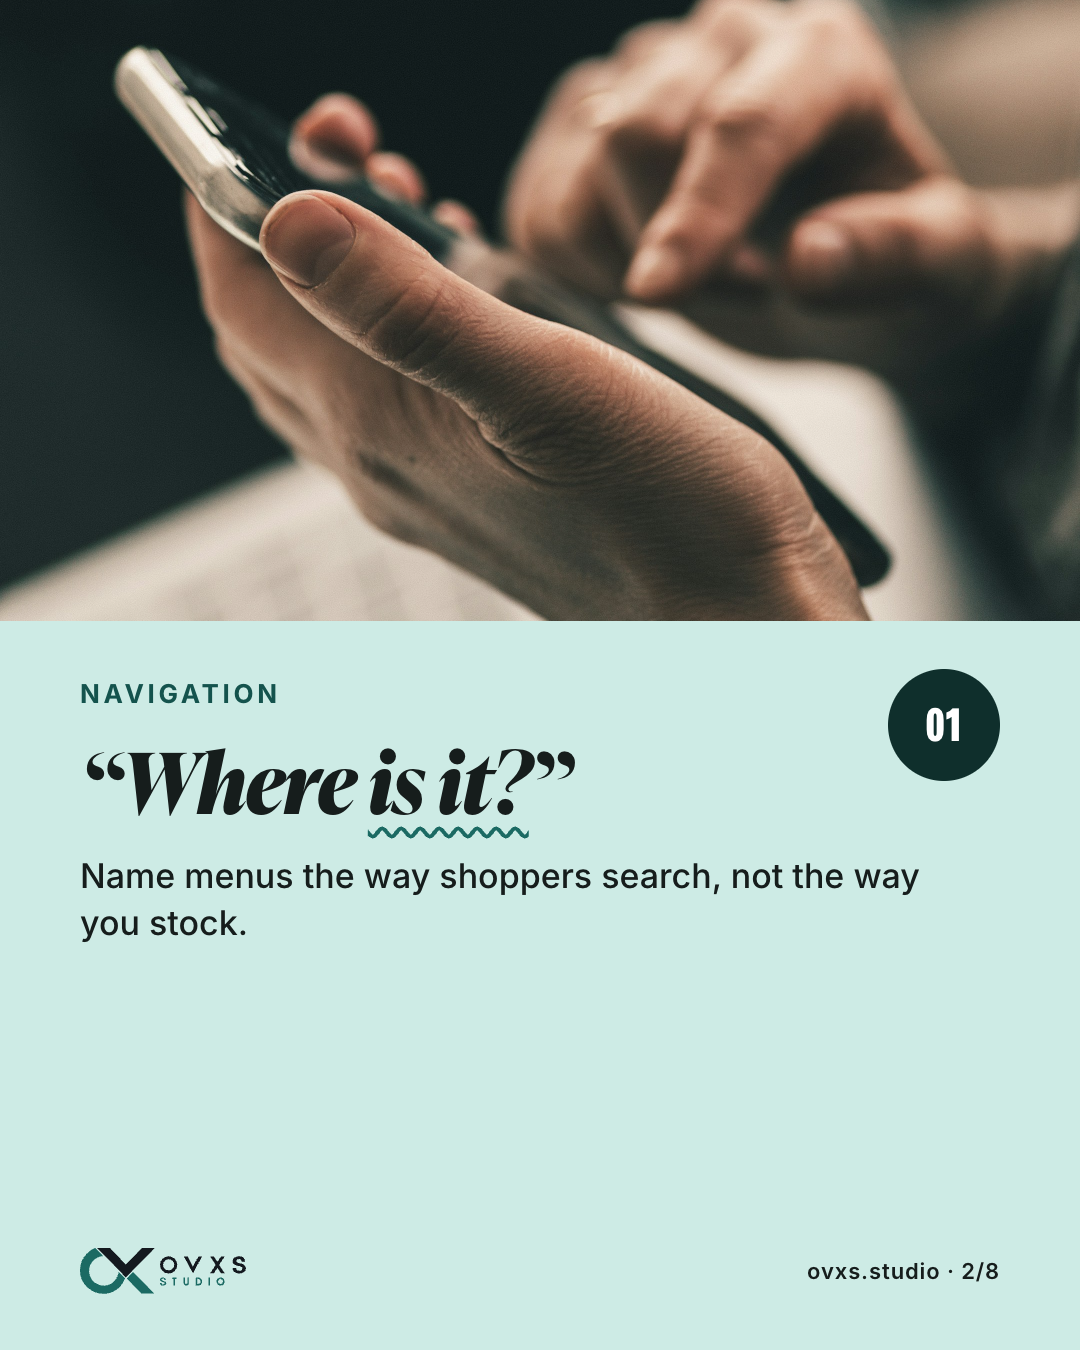 NAVIGATION
01
“Where is it?”
Name menus the way shoppers search, not the way
you stock.
OVXS
STUDIO
ovxs.studio · 2/8